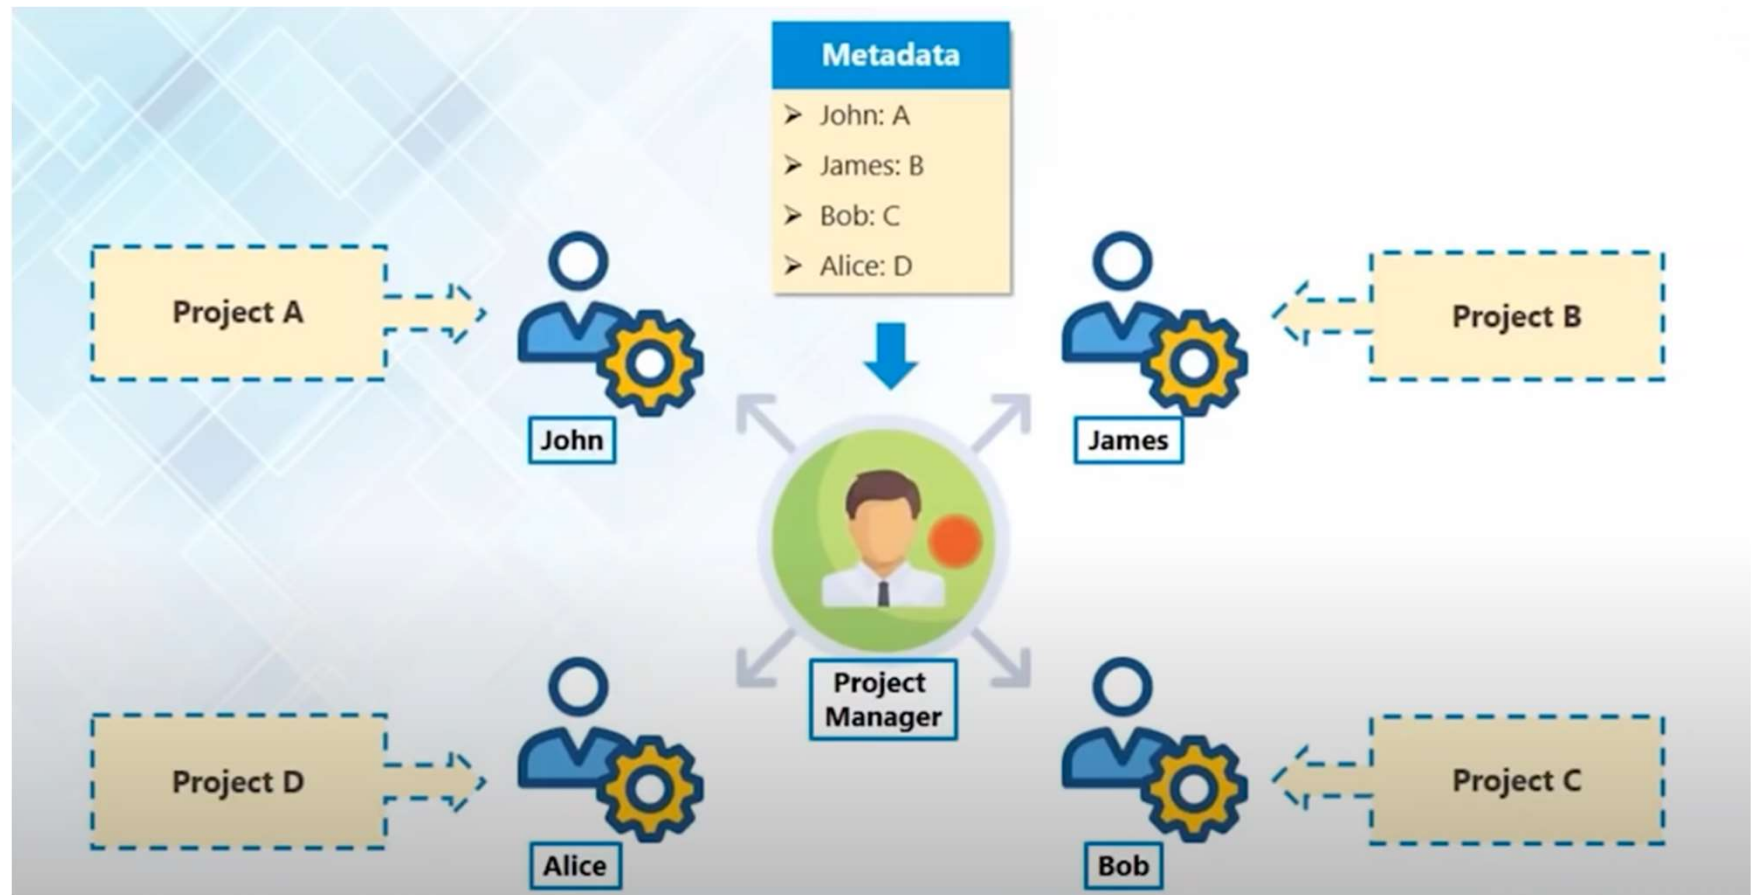 Metadata
➢ John: A
➢ James: B
➢ Bob: C
➢ Alice: D
Project A
John
James
Project B
Project
Manager
Project D
Alice
Bob
Project C